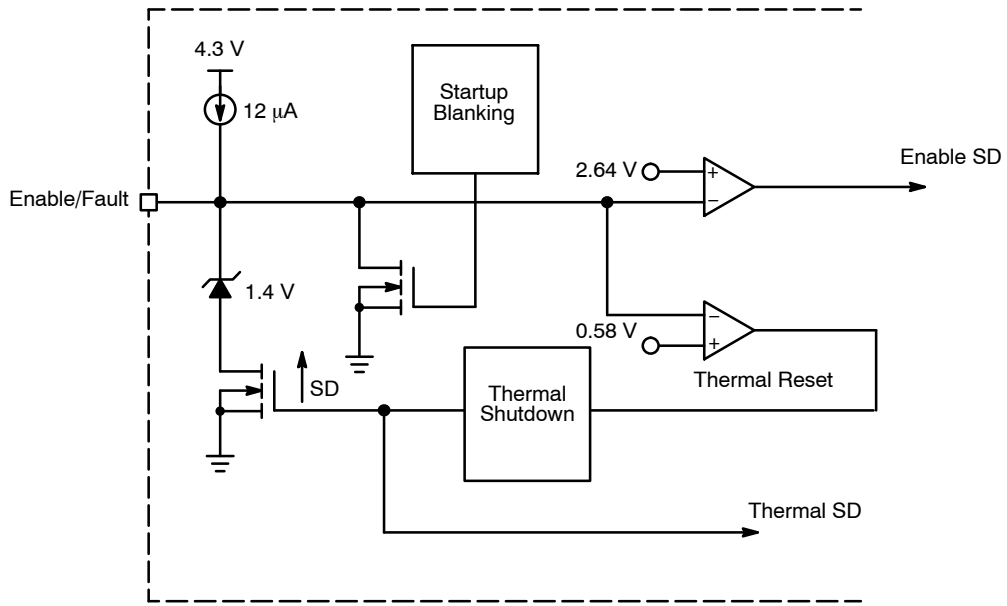 4.3 V
12 μA
Startup
Blanking
2.64 V
+
−
Enable SD
Enable/Fault
1.4 V
0.58 V
−
+
Thermal Reset
SD
Thermal
Shutdown
Thermal SD